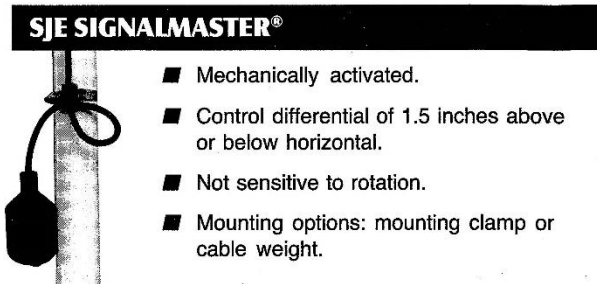 SJE SIGNALMASTER®
Mechanically activated.
Control differential of 1.5 inches above
or below horizontal.
Not sensitive to rotation.
Mounting options: mounting clamp or
cable weight.